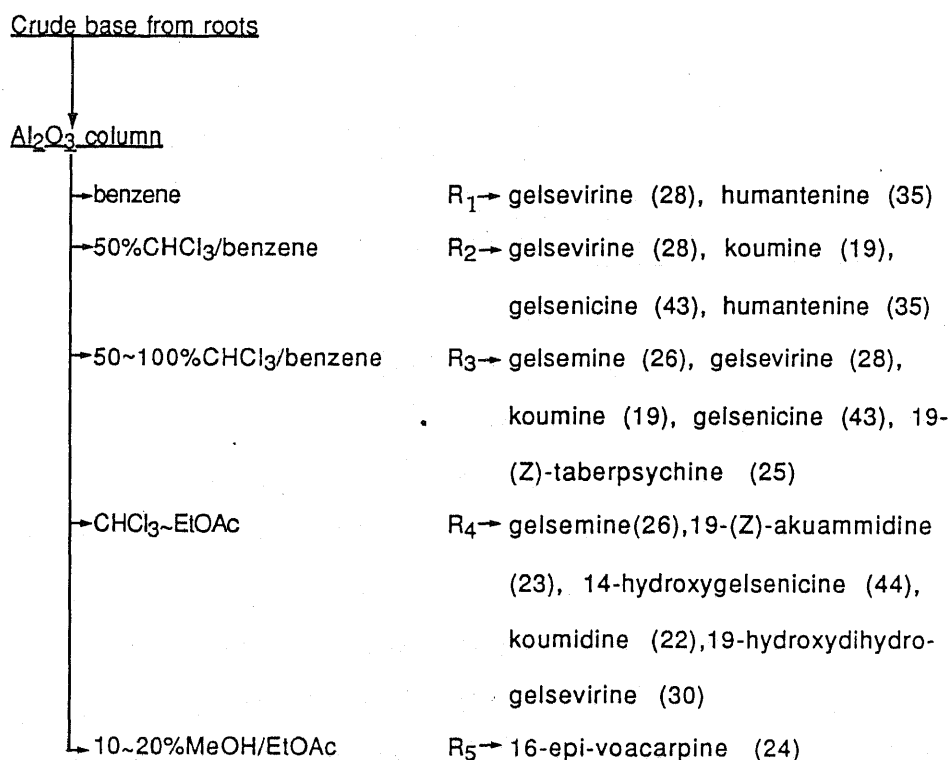 Crude base from roots
Al2O3 column
benzene R1→ gelsevirine (28), humantenine (35)
50%CHCl3/benzene R2→ gelsevirine (28), koumine (19),
gelsenicine (43), humantenine (35)
50~100%CHCl3/benzene R3→ gelsemine (26), gelsevirine (28),
koumine (19), gelsenicine (43), 19-
(Z)-taberpsychine (25)
CHCl3~EtOAc R4→ gelsemine(26),19-(Z)-akuammidine
(23), 14-hydroxygelsenicine (44),
koumidine (22),19-hydroxydihydro-
gelsevirine (30)
10~20%MeOH/EtOAc R5→ 16-epi-voacarpine (24)